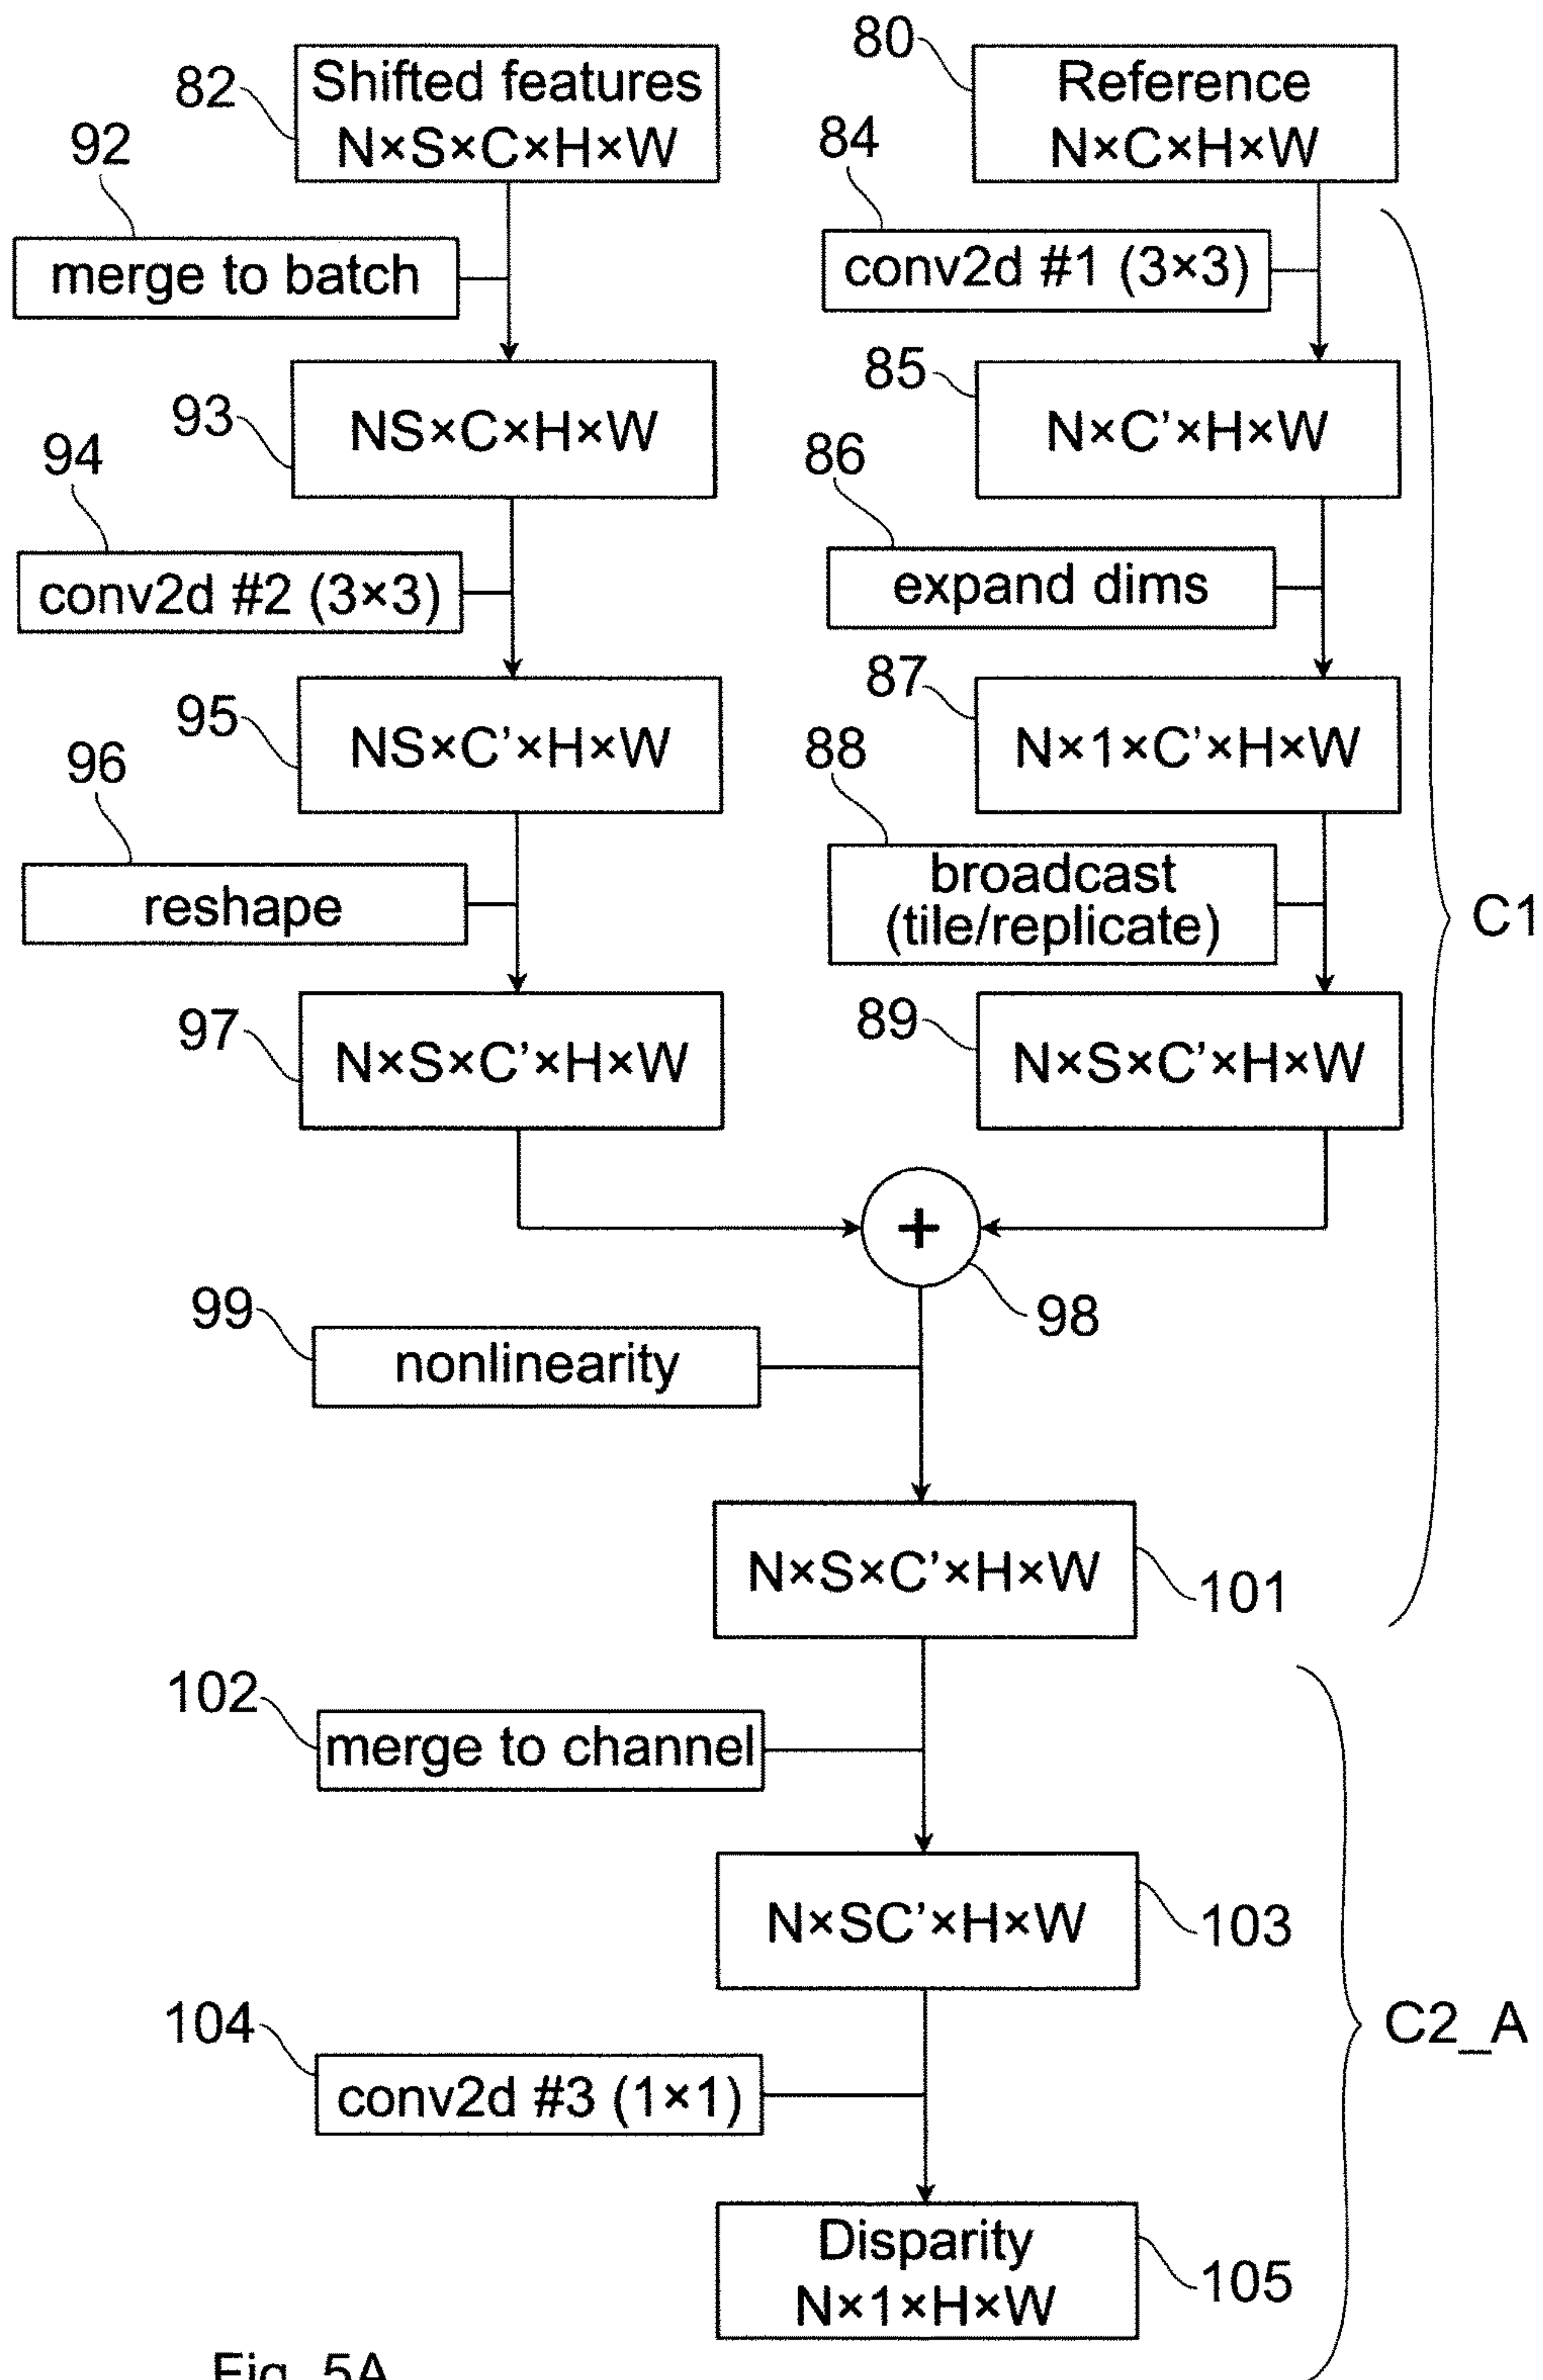 80
82
Shifted features
N×S×C×H×W
Reference
N×C×H×W
92
84
merge to batch
conv2d #1 (3×3)
93
NS×C×H×W
85
N×C'×H×W
94
86
conv2d #2 (3×3)
expand dims
95
NS×C'×H×W
87
N×1×C'×H×W
96
88
reshape
broadcast
(tile/replicate)
C1
97
N×S×C'×H×W
89
N×S×C'×H×W
+
98
99
nonlinearity
N×S×C'×H×W
101
102
merge to channel
N×SC'×H×W
103
104
conv2d #3 (1×1)
C2_A
Disparity
N×1×H×W
105
Fig. 5A